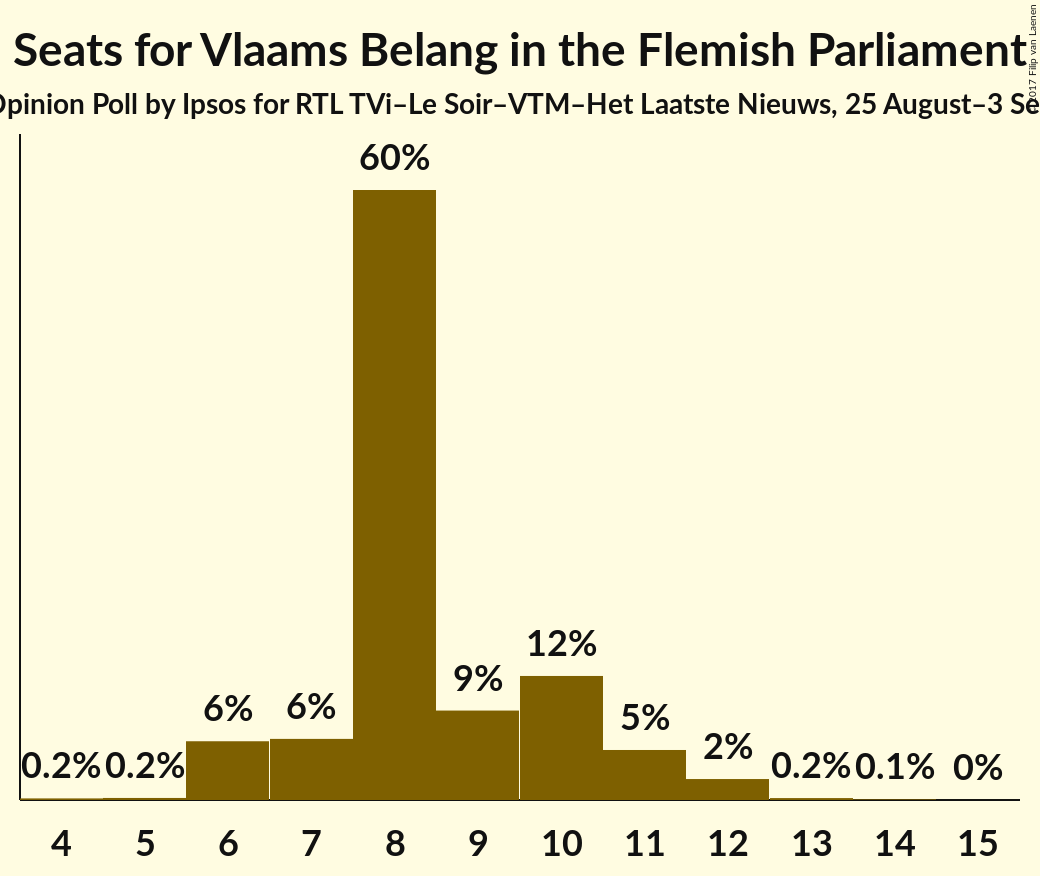 Seats for Vlaams Belang in the Flemish Parliament
Opinion Poll by Ipsos for RTL TVi–Le Soir–VTM–Het Laatste Nieuws, 25 August–3 Se
60%
12%
9%
6% 6%
5%
2%
0.2% 0.2% 0.2% 0.1% 0%
4 5 6 7 8 9 10 11 12 13 14 15
© 2017 Filip van Laenen